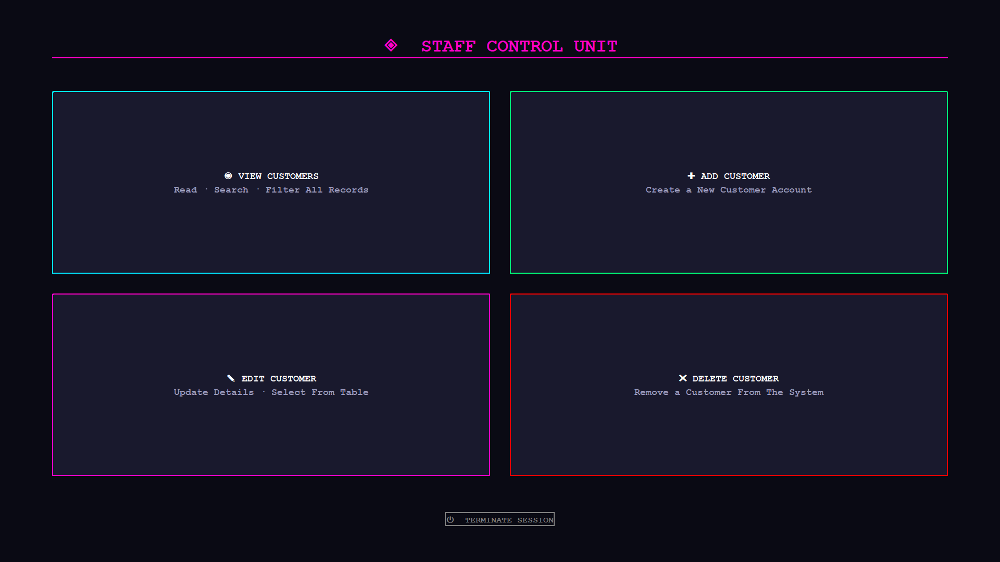 ◈ STAFF CONTROL UNIT
◉ VIEW CUSTOMERS
Read · Search · Filter All Records
✚ ADD CUSTOMER
Create a New Customer Account
✎ EDIT CUSTOMER
Update Details · Select From Table
✕ DELETE CUSTOMER
Remove a Customer From The System
⏻ TERMINATE SESSION